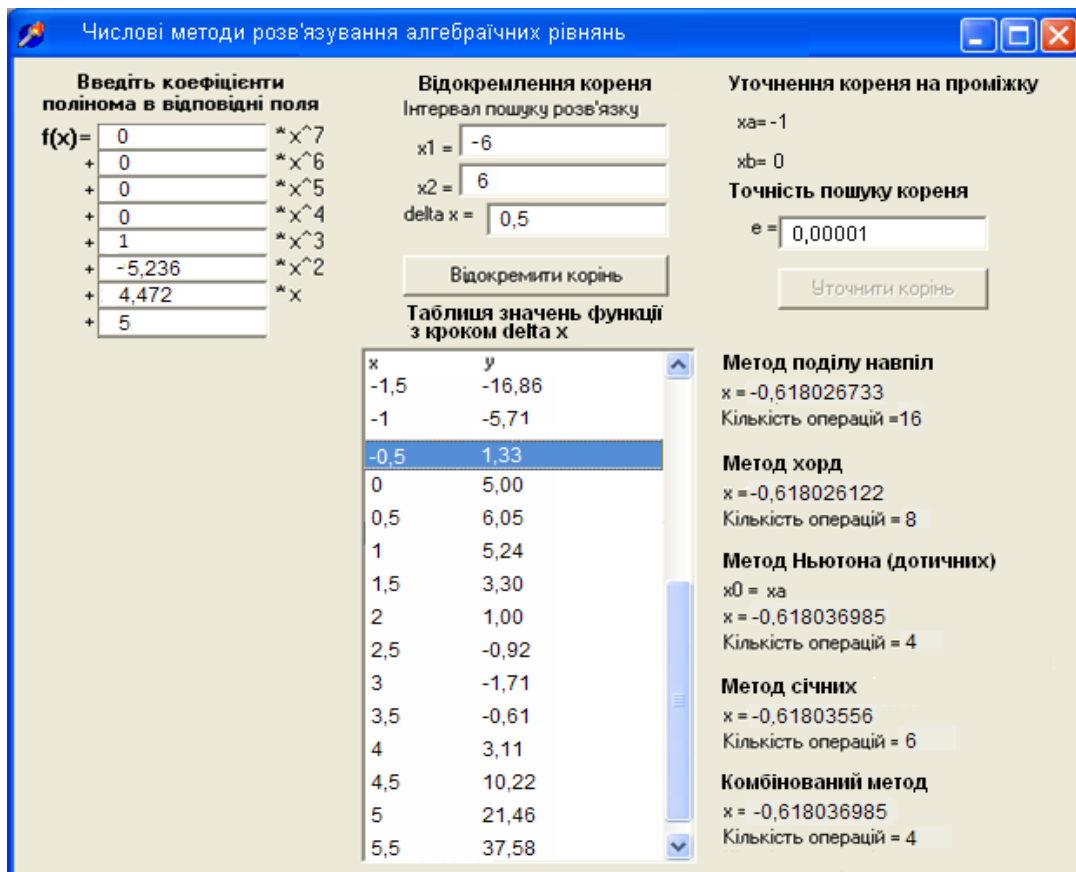 Числові методи розв'язування алгебраїчних рівнянь
Введіть коефіцієнти
полінома в відповідні поля
f(x)= 0 *x^7
+ 0 *x^6
+ 0 *x^5
+ 0 *x^4
+ 1 *x^3
+ -5,236 *x^2
+ 4,472 *x
+ 5
Відокремлення кореня
Інтервал пошуку розв'язку
x1 = -6
x2 = 6
delta x = 0,5
Відокремити корінь
Таблиця значень функції
з кроком delta x
x y
-1,5 -16,86
-1 -5,71
-0,5 1,33
0 5,00
0,5 6,05
1 5,24
1,5 3,30
2 1,00
2,5 -0,92
3 -1,71
3,5 -0,61
4 3,11
4,5 10,22
5 21,46
5,5 37,58
Уточнення кореня на проміжку
xa= -1
xb= 0
Точність пошуку кореня
e = 0,00001
Уточнити корінь
Метод поділу навпіл
x = -0,618026733
Кількість операцій =16
Метод хорд
x = -0,618026122
Кількість операцій = 8
Метод Ньютона (дотичних)
x0 = xa
x = -0,618036985
Кількість операцій = 4
Метод січних
x = -0,61803556
Кількість операцій = 6
Комбінований метод
x = -0,618036985
Кількість операцій = 4